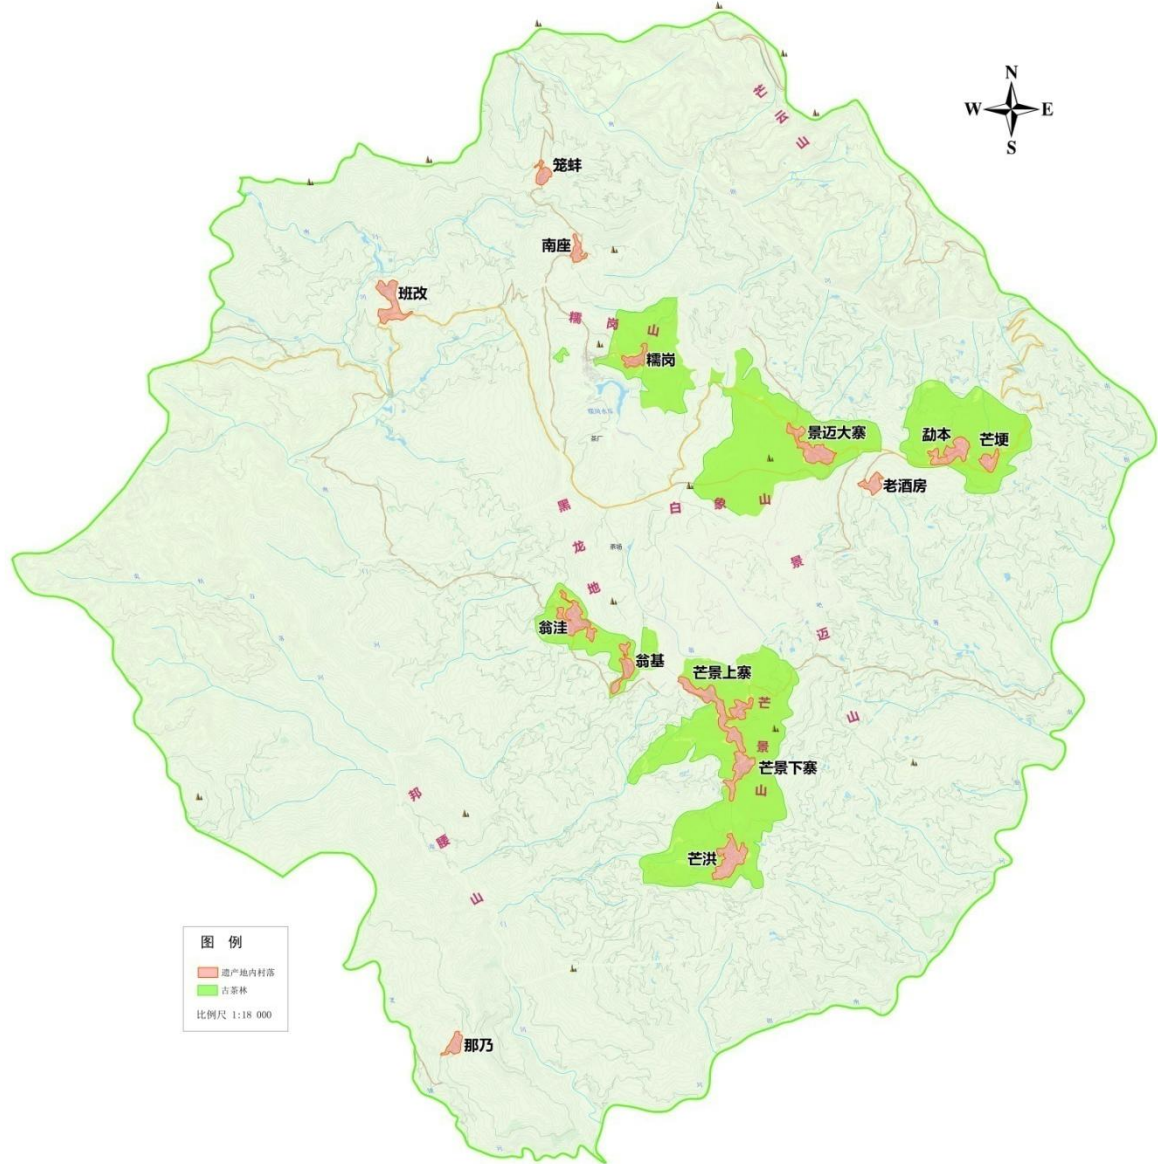 N
W E
S
芒云山
笼蚌
南座
班改
糯岗山
糯岗
景迈大寨
勐本
芒埂
老酒房
茶厂
黑龙地
白象山
景迈山
翁洼
翁基
芒景上寨
芒景山
芒景下寨
芒洪
邦腰山
那乃
图 例
遗产地内村落
古茶林
比例尺 1:18 000